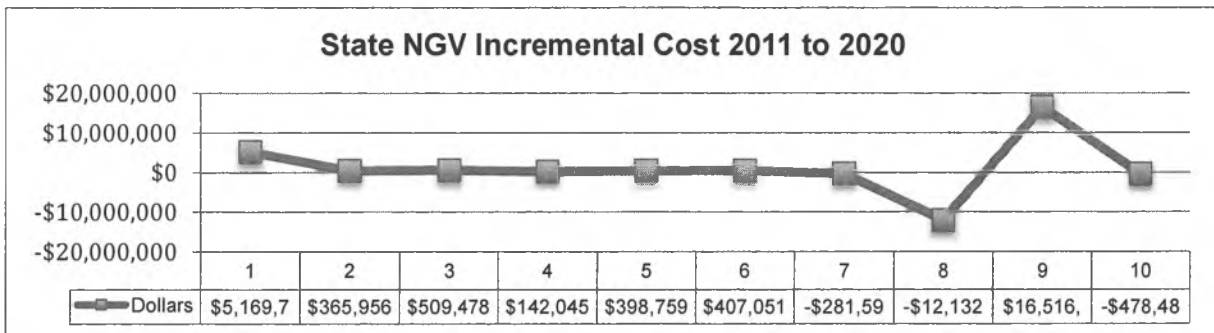 State NGV Incremental Cost 2011 to 2020
$20,000,000
$10,000,000
$0
-$10,000,000
-$20,000,000
1 2 3 4 5 6 7 8 9 10
Dollars $5,169,7 $365,956 $509,478 $142,045 $398,759 $407,051 -$281,59 -$12,132 $16,516, -$478,48